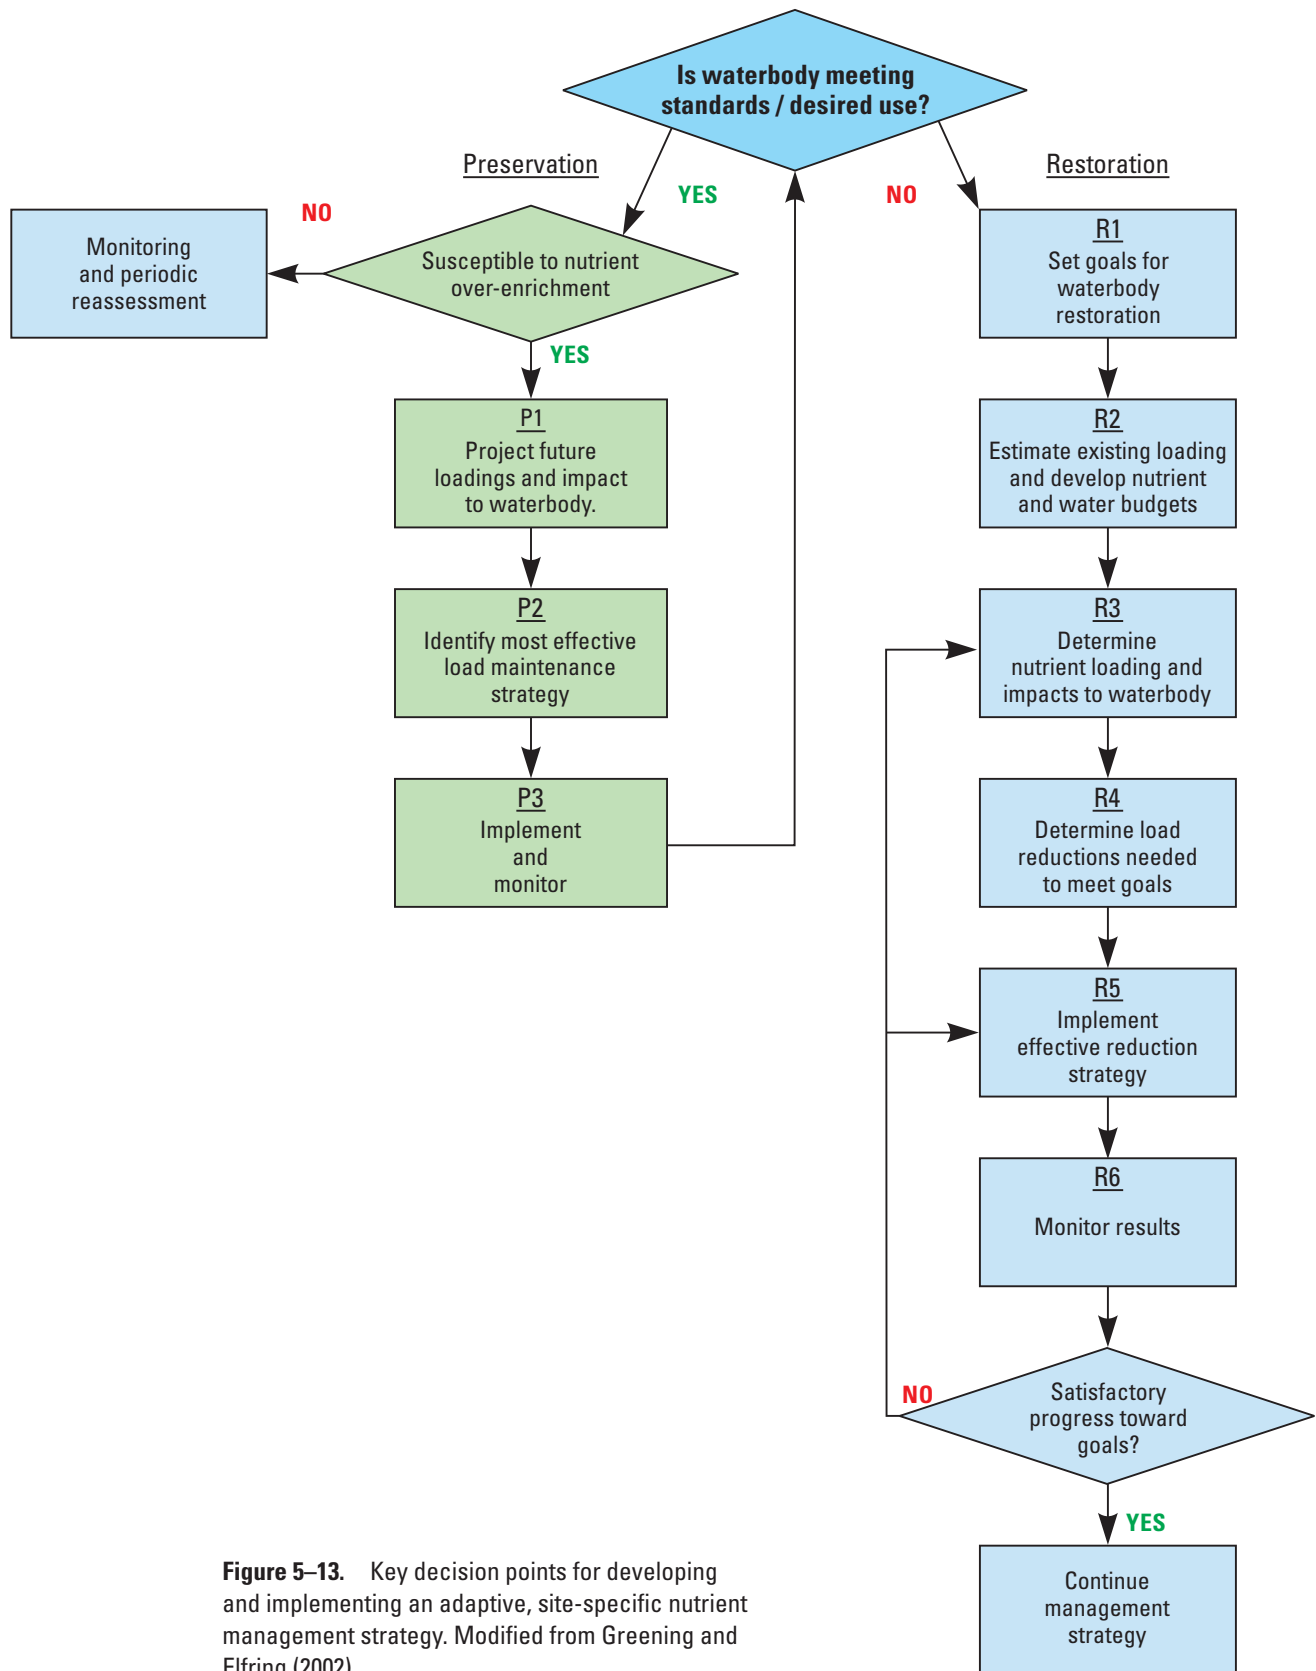 Is waterbody meeting
standards / desired use?
Preservation
Restoration
YES
NO
NO
Monitoring
and periodic
reassessment
Susceptible to nutrient
over-enrichment
YES
P1
Project future
loadings and impact
to waterbody.
P2
Identify most effective
load maintenance
strategy
P3
Implement
and
monitor
R1
Set goals for
waterbody
restoration
R2
Estimate existing loading
and develop nutrient
and water budgets
R3
Determine
nutrient loading and
impacts to waterbody
R4
Determine load
reductions needed
to meet goals
R5
Implement
effective reduction
strategy
R6
Monitor results
Satisfactory
progress toward
goals?
NO
YES
Continue
management
strategy
Figure 5–13. Key decision points for developing
and implementing an adaptive, site-specific nutrient
management strategy. Modified from Greening and
Elfring (2002)